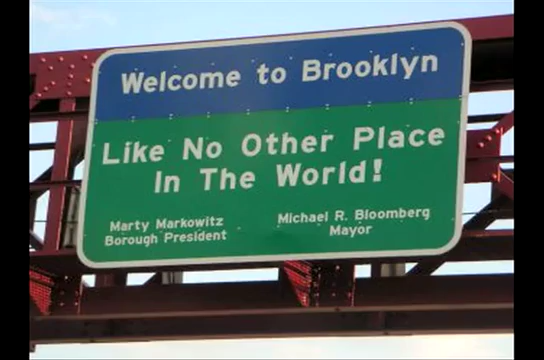 Welcome to Brooklyn
Like No Other Place
In The World!
Marty Markowitz
Borough President
Michael R. Bloomberg
Mayor